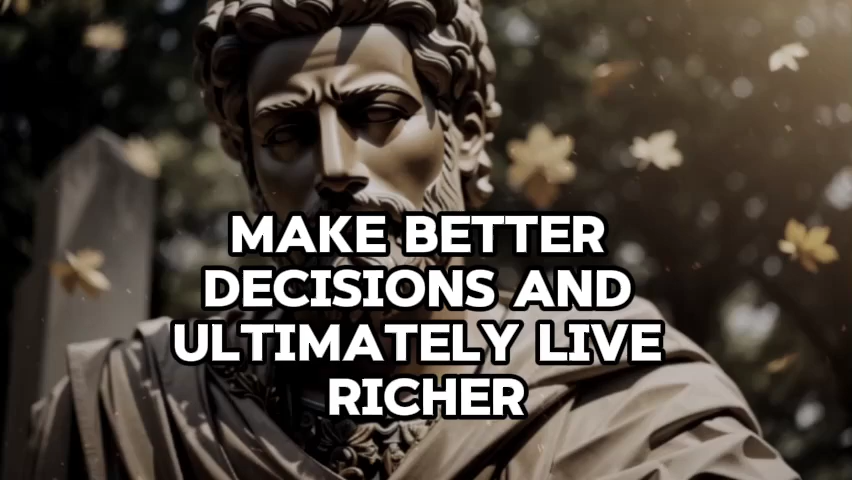 MAKE BETTER
DECISIONS AND
ULTIMATELY LIVE
RICHER